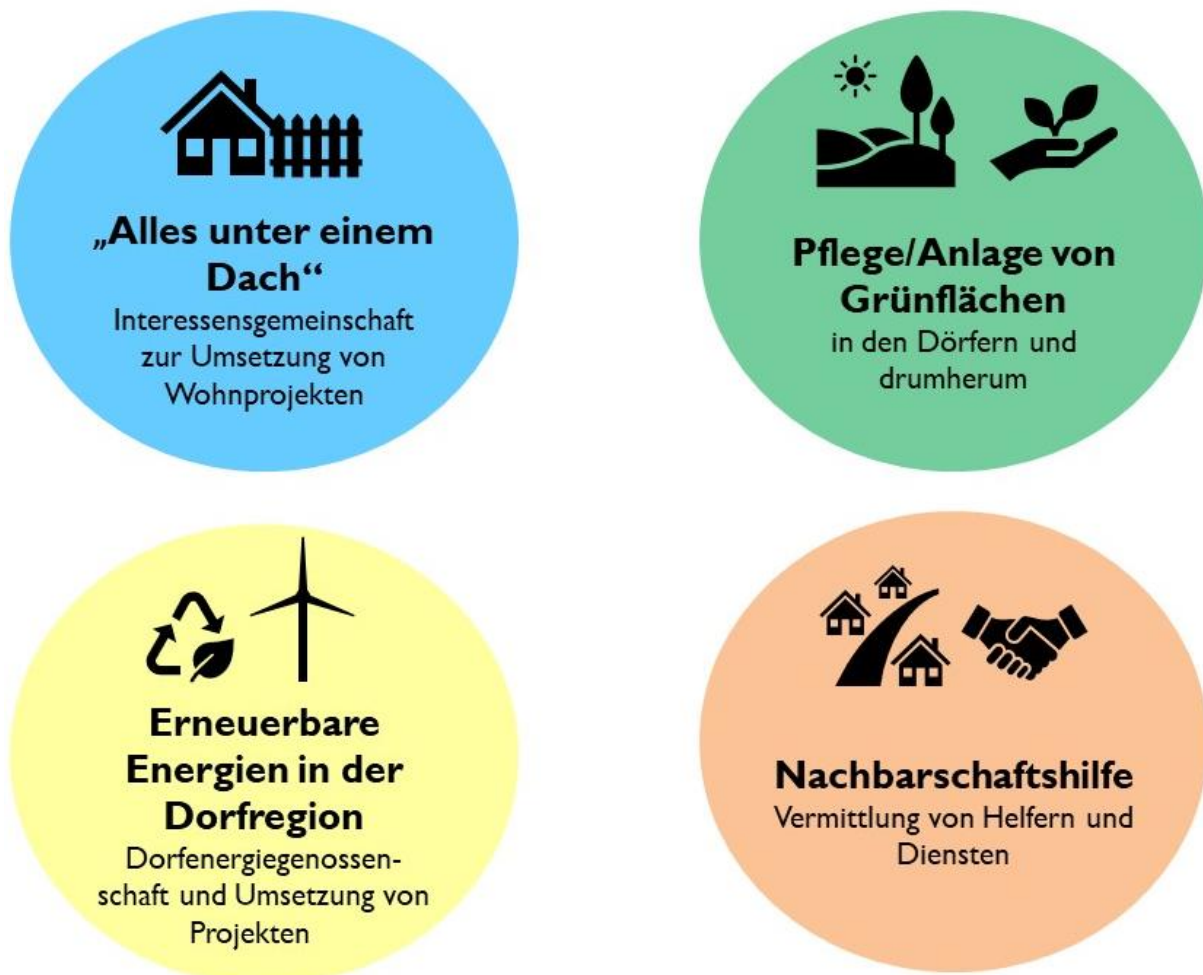 „Alles unter einem
Dach“
Interessensgemeinschaft
zur Umsetzung von
Wohnprojekten
Pflege/Anlage von
Grünflächen
in den Dörfern und
drumherum
Erneuerbare
Energien in der
Dorfregion
Dorfenergiegenossen-
schaft und Umsetzung von
Projekten
Nachbarschaftshilfe
Vermittlung von Helfern und
Diensten